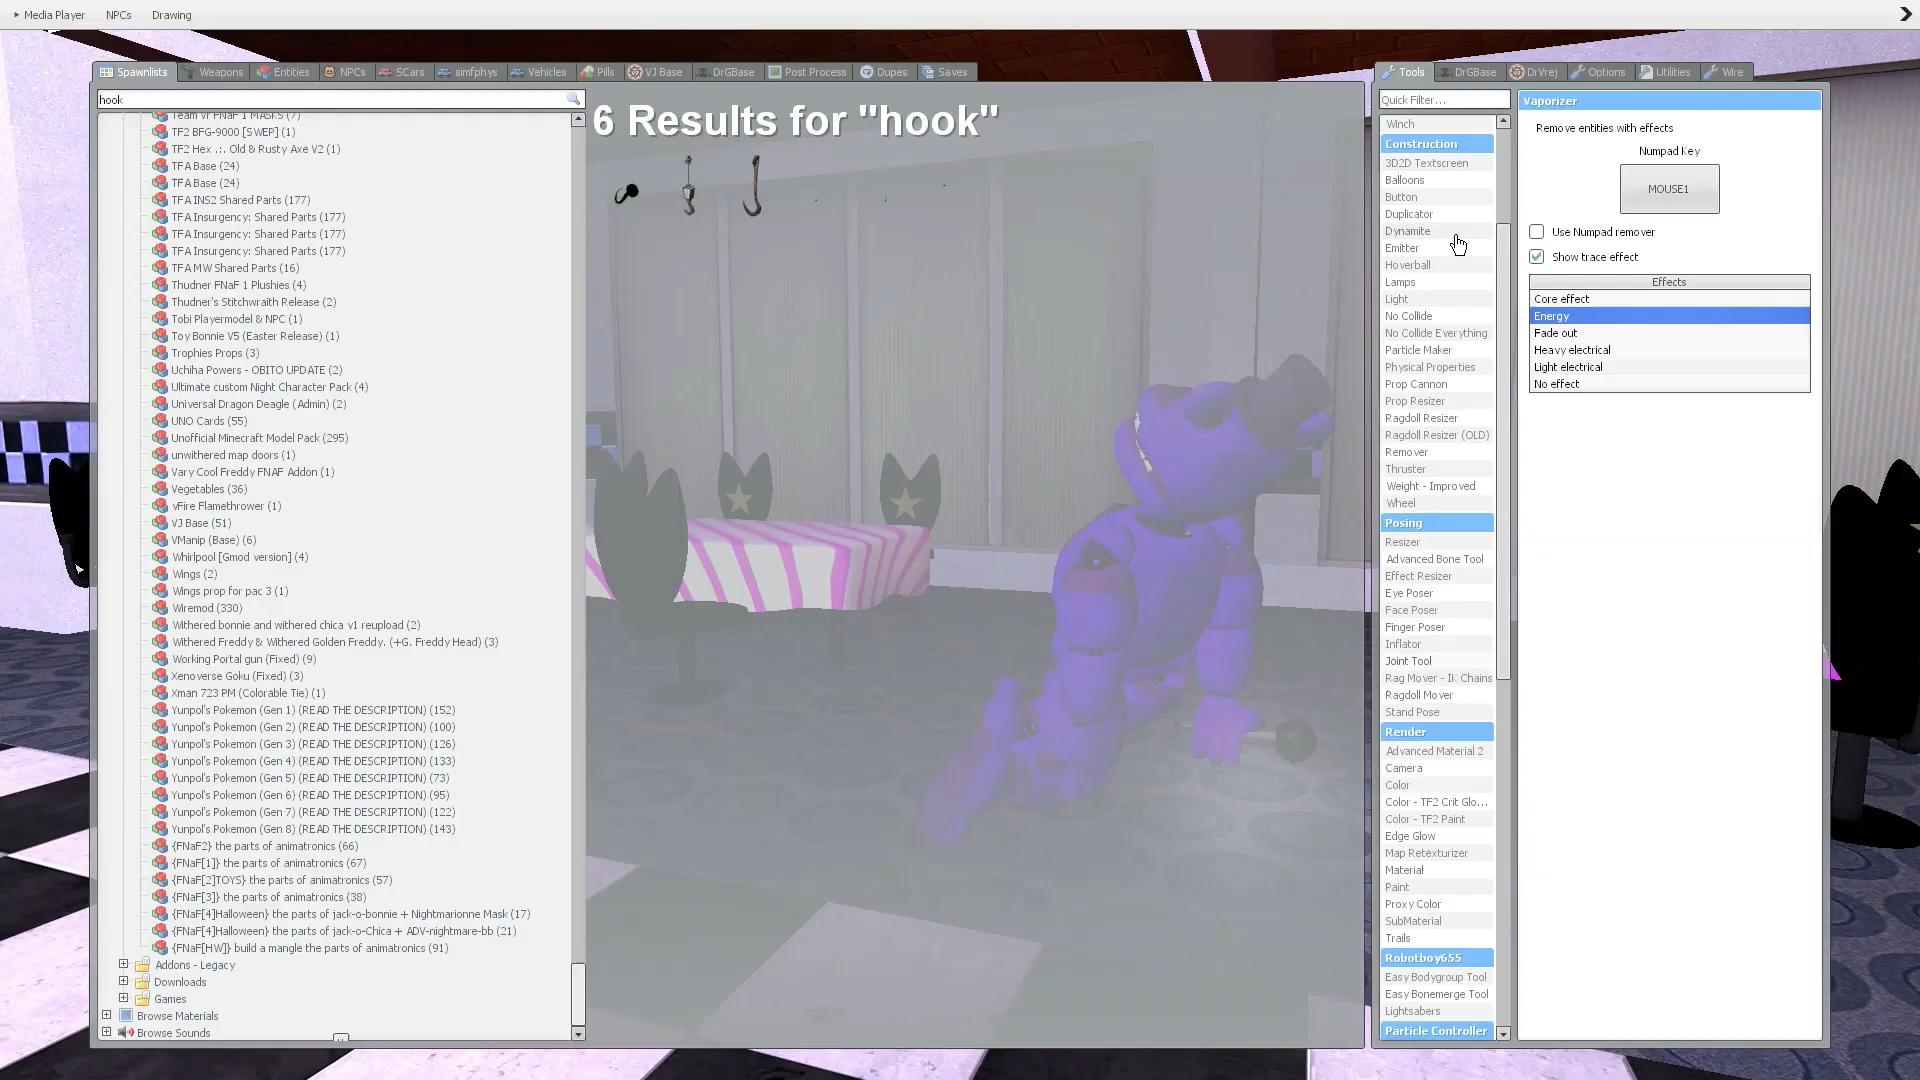 Media Player NPCs Drawing
Spawnlists Weapons Entities NPCs SCars simfphys Vehicles Pills VJ Base DrGBase Post Process Dupes Saves
hook
Team VI FNaF 1 MASKS (7)
TF2 BFG-9000 [SWEP] (1)
TF2 Hex .:. Old & Rusty Axe V2 (1)
TFA Base (24)
TFA Base (24)
TFA INS2 Shared Parts (177)
TFA Insurgency: Shared Parts (177)
TFA Insurgency: Shared Parts (177)
TFA Insurgency: Shared Parts (177)
TFA MW Shared Parts (16)
Thudner FNaF 1 Plushies (4)
Thudner's Stitchwraith Release (2)
Tobi Playermodel & NPC (1)
Toy Bonnie V5 (Easter Release) (1)
Trophies Props (3)
Uchiha Powers - OBITO UPDATE (2)
Ultimate custom Night Character Pack (4)
Universal Dragon Deagle (Admin) (2)
UNO Cards (55)
Unofficial Minecraft Model Pack (295)
unwithered map doors (1)
Vary Cool Freddy FNAF Addon (1)
Vegetables (36)
vFire Flamethrower (1)
VJ Base (51)
VManip (Base) (6)
Whirlpool [Gmod version] (4)
Wings (2)
Wings prop for pac 3 (1)
Wiremod (330)
Withered bonnie and withered chica v1 reupload (2)
Withered Freddy & Withered Golden Freddy. (+G. Freddy Head) (3)
Working Portal gun (Fixed) (9)
Xenoverse Goku (Fixed) (3)
Xman 723 PM (Colorable Tie) (1)
Yunpol's Pokemon (Gen 1) (READ THE DESCRIPTION) (152)
Yunpol's Pokemon (Gen 2) (READ THE DESCRIPTION) (100)
Yunpol's Pokemon (Gen 3) (READ THE DESCRIPTION) (126)
Yunpol's Pokemon (Gen 4) (READ THE DESCRIPTION) (133)
Yunpol's Pokemon (Gen 5) (READ THE DESCRIPTION) (73)
Yunpol's Pokemon (Gen 6) (READ THE DESCRIPTION) (95)
Yunpol's Pokemon (Gen 7) (READ THE DESCRIPTION) (122)
Yunpol's Pokemon (Gen 8) (READ THE DESCRIPTION) (143)
{FNaF2} the parts of animatronics (66)
{FNaF[1]} the parts of animatronics (67)
{FNaF[2]TOYS} the parts of animatronics (57)
{FNaF[3]} the parts of animatronics (38)
{FNaF[4]Halloween} the parts of jack-o-bonnie + Nightmarionne Mask (17)
{FNaF[4]Halloween} the parts of jack-o-Chica + ADV-nightmare-bb (21)
{FNaF[HW]} build a mangle the parts of animatronics (91)
Addons - Legacy
Downloads
Games
Browse Materials
Browse Sounds
6 Results for "hook"
Tools DrGBase DrVrej Options Utilities Wire
Quick Filter...
Winch
Construction
3D2D Textscreen
Balloons
Button
Duplicator
Dynamite
Emitter
Hoverball
Lamps
Light
No Collide
No Collide Everything
Particle Maker
Physical Properties
Prop Cannon
Prop Resizer
Ragdoll Resizer
Ragdoll Resizer (OLD)
Remover
Thruster
Weight - Improved
Wheel
Posing
Resizer
Advanced Bone Tool
Effect Resizer
Eye Poser
Face Poser
Finger Poser
Inflator
Joint Tool
Rag Mover - IK Chains
Ragdoll Mover
Stand Pose
Render
Advanced Material 2
Camera
Color
Color - TF2 Crit Glo...
Color - TF2 Paint
Edge Glow
Map Retexturizer
Material
Paint
Proxy Color
SubMaterial
Trails
Robotboy655
Easy Bodygroup Tool
Easy Bonemerge Tool
Lightsabers
Particle Controller
Vaporizer
Remove entities with effects
Numpad Key
MOUSE1
Use Numpad remover
Show trace effect
Effects
Core effect
Energy
Fade out
Heavy electrical
Light electrical
No effect